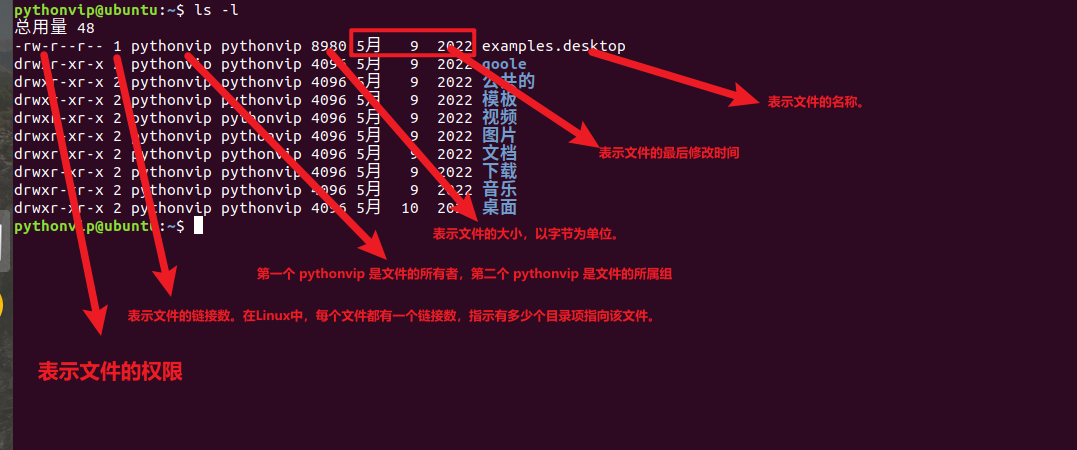 pythonvip@ubuntu:~$ ls -l
总用量 48
-rw-r--r-- 1 pythonvip pythonvip 8980 5月 9 2022 examples.desktop
drwxr-xr-x 2 pythonvip pythonvip 4096 5月 9 2022 goole
drwxr-xr-x 2 pythonvip pythonvip 4096 5月 9 2022 公共的
drwxr-xr-x 2 pythonvip pythonvip 4096 5月 9 2022 模板
drwxr-xr-x 2 pythonvip pythonvip 4096 5月 9 2022 视频
drwxr-xr-x 2 pythonvip pythonvip 4096 5月 9 2022 图片
drwxr-xr-x 2 pythonvip pythonvip 4096 5月 9 2022 文档
drwxr-xr-x 2 pythonvip pythonvip 4096 5月 9 2022 下载
drwxr-xr-x 2 pythonvip pythonvip 4096 5月 9 2022 音乐
drwxr-xr-x 2 pythonvip pythonvip 4096 5月 10 2022 桌面
pythonvip@ubuntu:~$
表示文件的名称。
表示文件的最后修改时间
表示文件的大小，以字节为单位。
第一个 pythonvip 是文件的所有者，第二个 pythonvip 是文件的所属组
表示文件的链接数。在Linux中，每个文件都有一个链接数，指示有多少个目录项指向该文件。
表示文件的权限